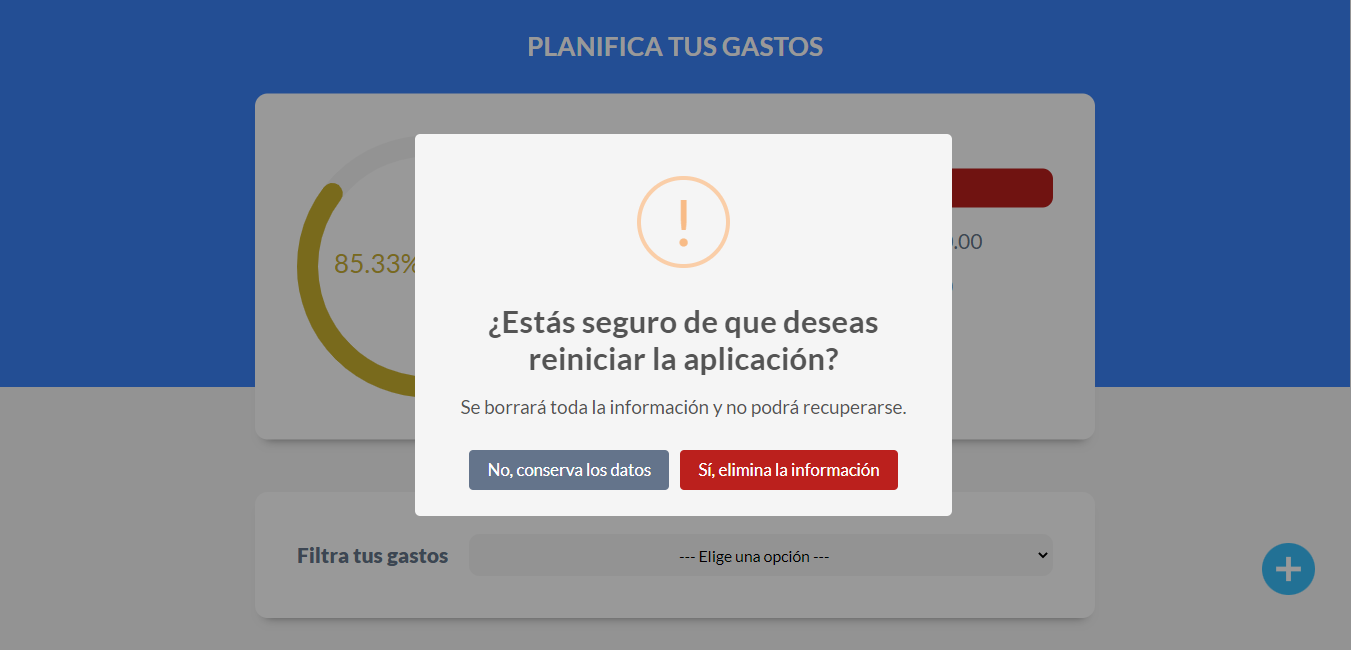 PLANIFICA TUS GASTOS
85.33%
.00
¿Estás seguro de que deseas
reiniciar la aplicación?
Se borrará toda la información y no podrá recuperarse.
No, conserva los datos
Sí, elimina la información
Filtra tus gastos
--- Elige una opción ---